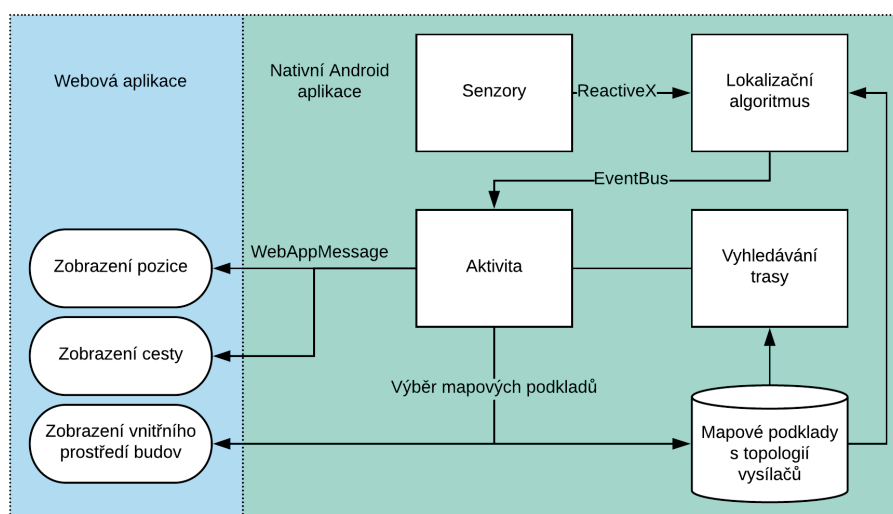 Webová aplikace
Nativní Android
aplikace
Senzory
ReactiveX
Lokalizační
algoritmus
EventBus
WebAppMessage
Zobrazení pozice
Aktivita
Vyhledávání
trasy
Zobrazení cesty
Výběr mapových podkladů
Zobrazení vnitřního
prostředí budov
Mapové podklady
s topologií
vysílačů